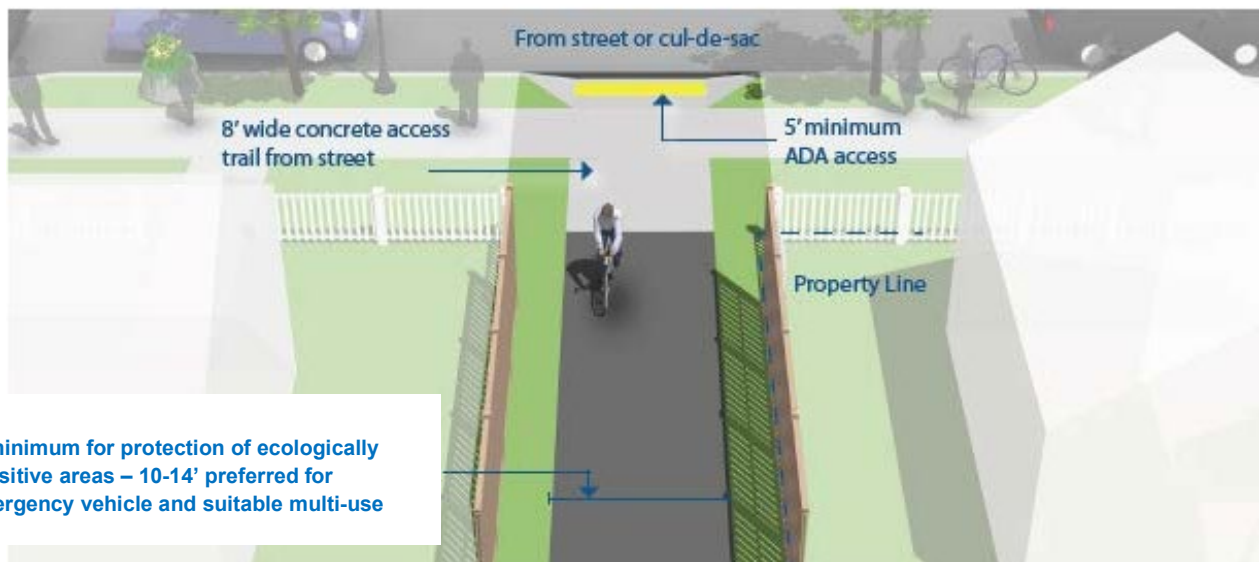 From street or cul-de-sac
8' wide concrete access
trail from street
5' minimum
ADA access
Property Line
minimum for protection of ecologically
sitive areas – 10-14' preferred for
ergency vehicle and suitable multi-use